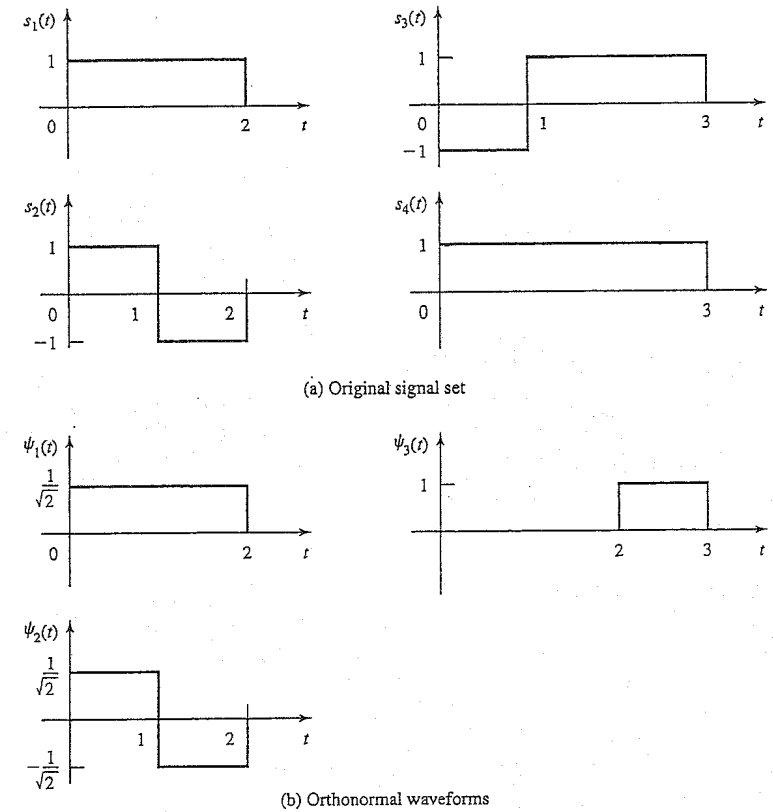 s₁(t)
1
0
2
t
s₃(t)
1
0
1
3
t
−1
s₂(t)
1
0
1
2
t
−1
s₄(t)
1
0
3
t
(a) Original signal set
ψ₁(t)
1/√2
0
2
t
ψ₃(t)
1
2
3
t
ψ₂(t)
1/√2
1
2
t
−1/√2
(b) Orthonormal waveforms